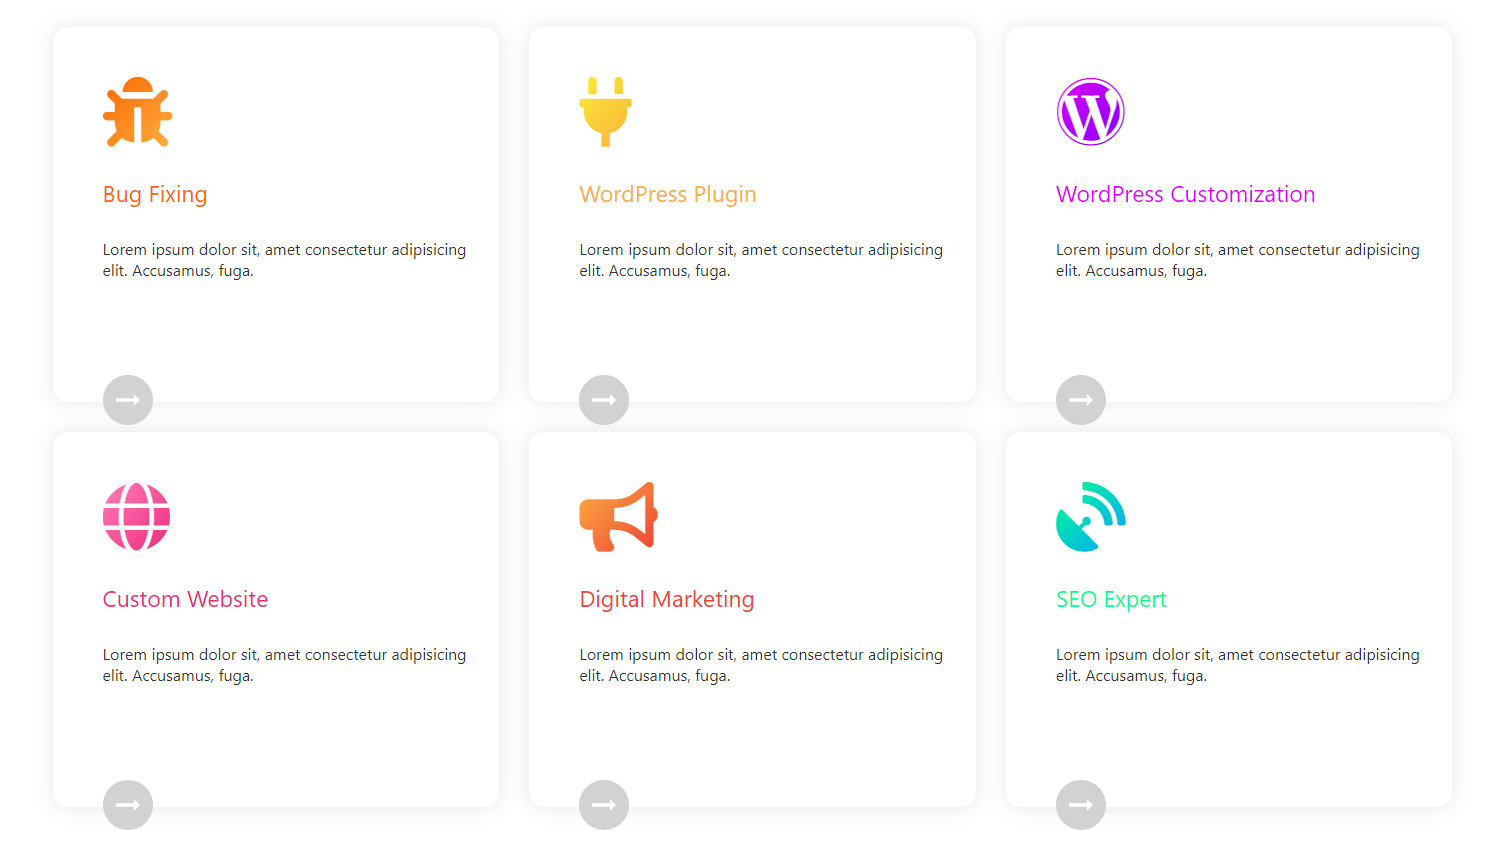 Bug Fixing
Lorem ipsum dolor sit, amet consectetur adipisicing
elit. Accusamus, fuga.
WordPress Plugin
Lorem ipsum dolor sit, amet consectetur adipisicing
elit. Accusamus, fuga.
WordPress Customization
Lorem ipsum dolor sit, amet consectetur adipisicing
elit. Accusamus, fuga.
Custom Website
Lorem ipsum dolor sit, amet consectetur adipisicing
elit. Accusamus, fuga.
Digital Marketing
Lorem ipsum dolor sit, amet consectetur adipisicing
elit. Accusamus, fuga.
SEO Expert
Lorem ipsum dolor sit, amet consectetur adipisicing
elit. Accusamus, fuga.